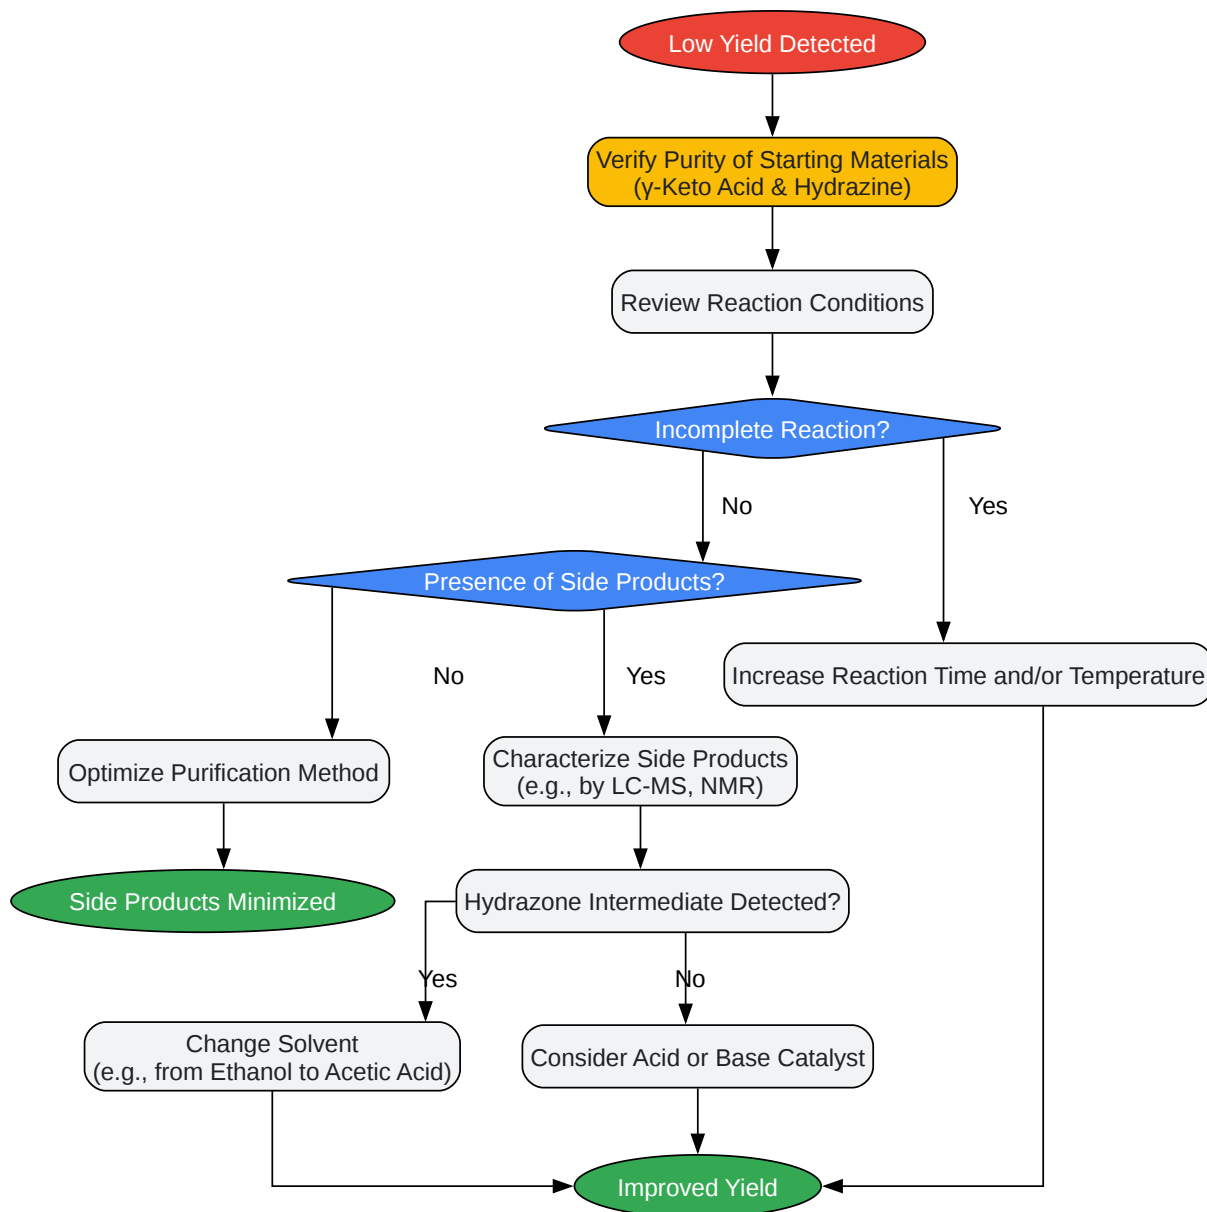 Low Yield Detected
Verify Purity of Starting Materials
(γ-Keto Acid & Hydrazine)
Review Reaction Conditions
Incomplete Reaction?
No
Yes
Presence of Side Products?
No
Yes
Increase Reaction Time and/or Temperature
Optimize Purification Method
Characterize Side Products
(e.g., by LC-MS, NMR)
Side Products Minimized
Hydrazone Intermediate Detected?
Yes
No
Change Solvent
(e.g., from Ethanol to Acetic Acid)
Consider Acid or Base Catalyst
Improved Yield